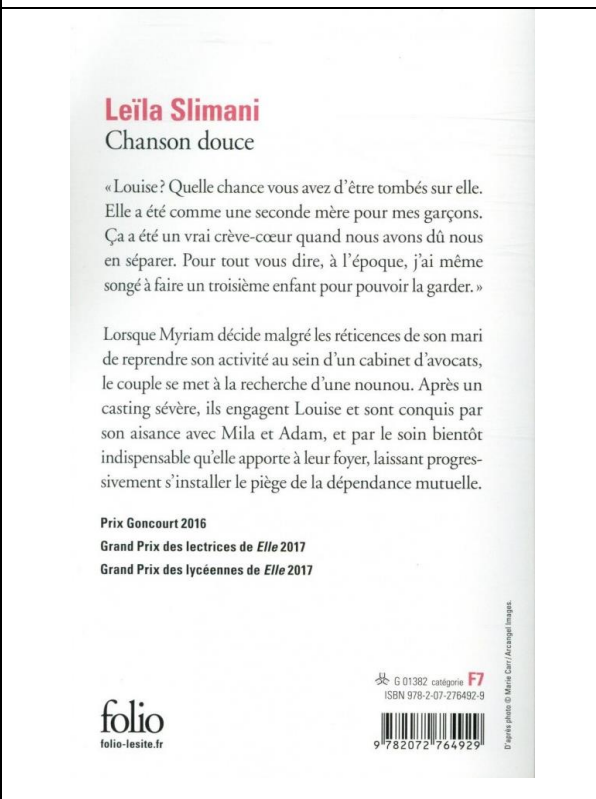 Leïla Slimani
Chanson douce
« Louise ? Quelle chance vous avez d'être tombés sur elle.
Elle a été comme une seconde mère pour mes garçons.
Ça a été un vrai crève-cœur quand nous avons dû nous
en séparer. Pour tout vous dire, à l'époque, j'ai même
songé à faire un troisième enfant pour pouvoir la garder. »
Lorsque Myriam décide malgré les réticences de son mari
de reprendre son activité au sein d'un cabinet d'avocats,
le couple se met à la recherche d'une nounou. Après un
casting sévère, ils engagent Louise et sont conquis par
son aisance avec Mila et Adam, et par le soin bientôt
indispensable qu'elle apporte à leur foyer, laissant progres-
sivement s'installer le piège de la dépendance mutuelle.
Prix Goncourt 2016
Grand Prix des lectrices de Elle 2017
Grand Prix des lycéennes de Elle 2017
G 01382 catégorie F7
ISBN 978-2-07-276492-9
folio
folio-lesite.fr
9 782072 764929
D'après photo © Marie Carr / Arcangel Images.